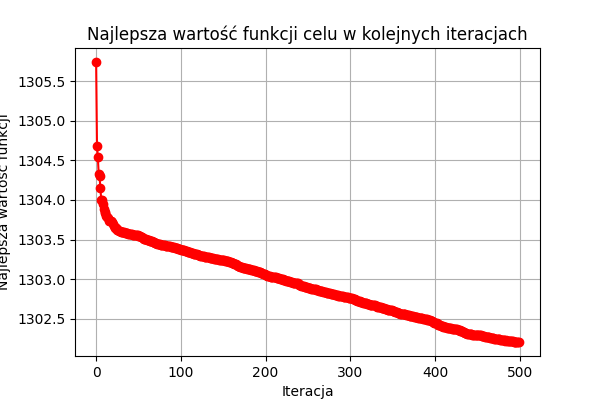 Najlepsza wartość funkcji celu w kolejnych iteracjach
Najlepsza wartość funkcji
1305.5
1305.0
1304.5
1304.0
1303.5
1303.0
1302.5
0 100 200 300 400 500
Iteracja